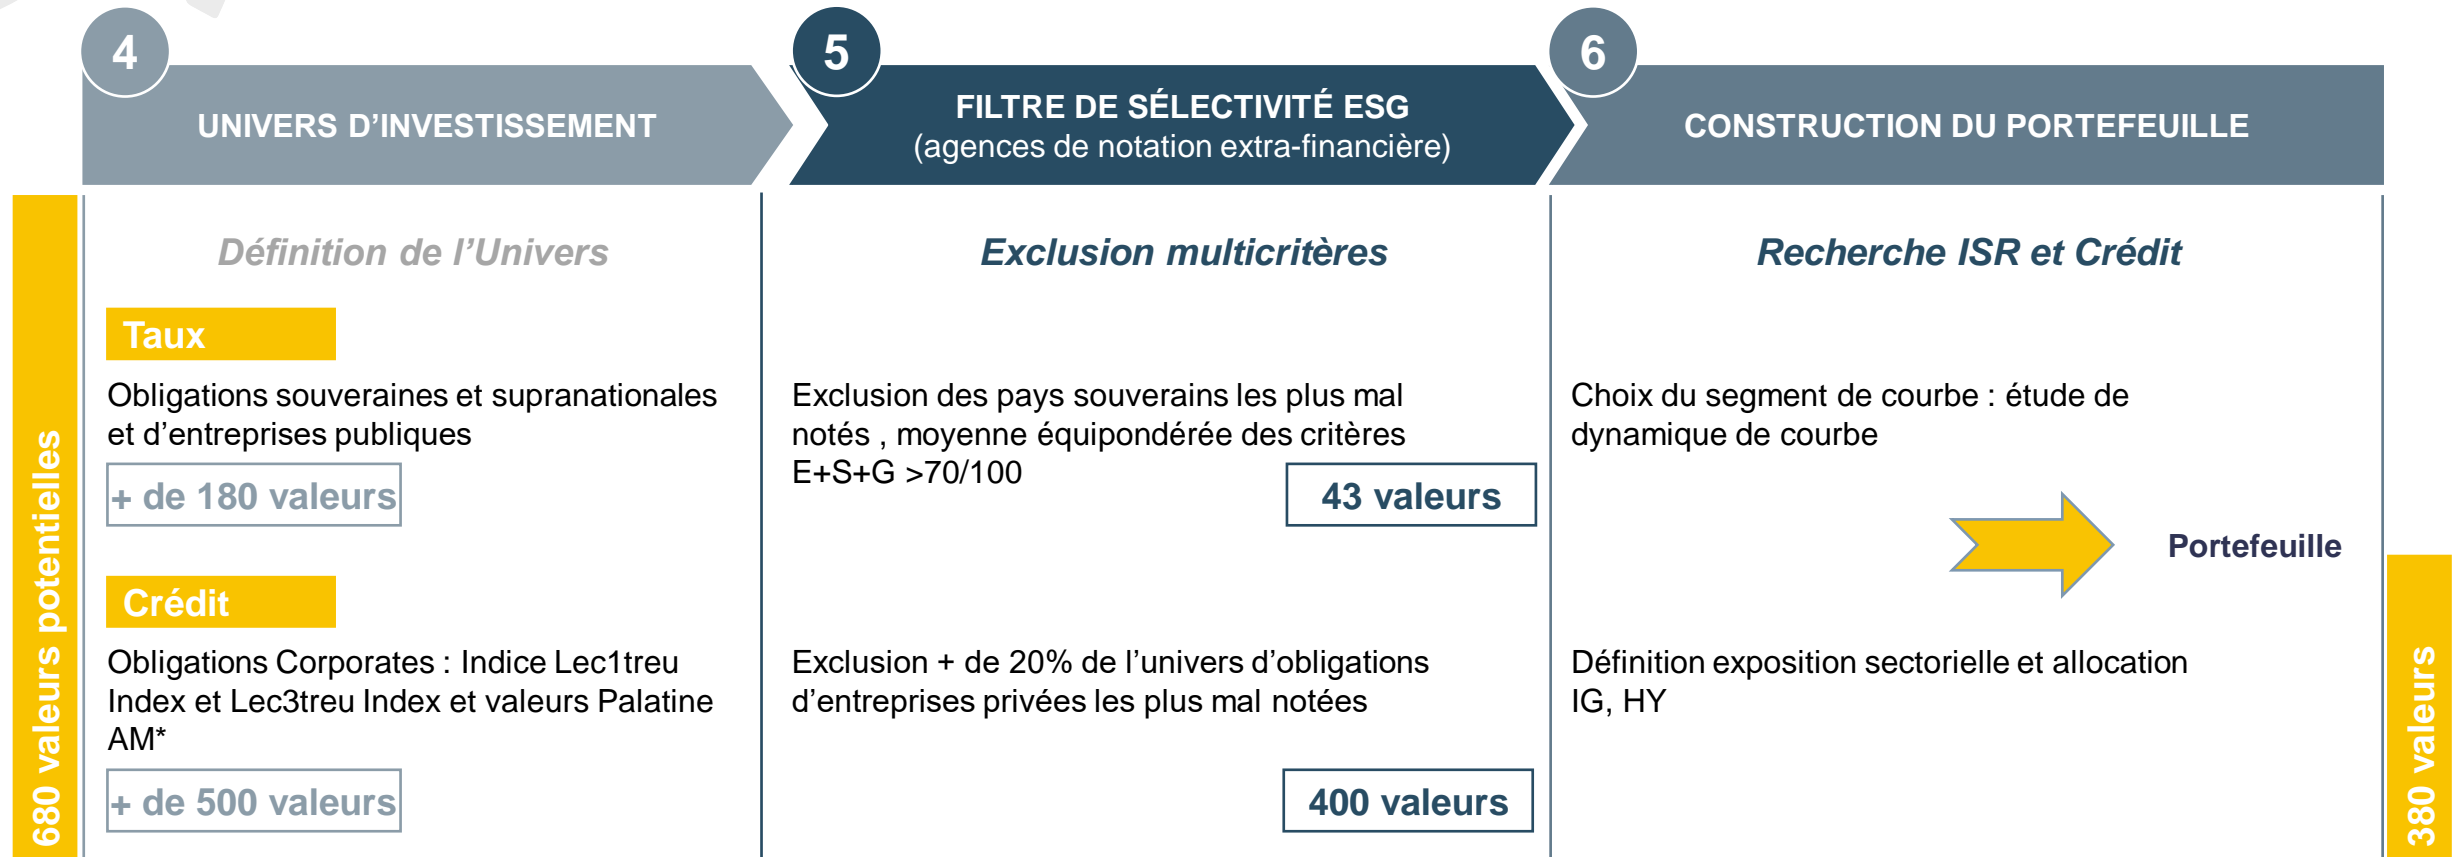 4
UNIVERS D’INVESTISSEMENT
5
FILTRE DE SÉLECTIVITÉ ESG
(agences de notation extra-financière)
6
CONSTRUCTION DU PORTEFEUILLE
680 valeurs potentielles
Définition de l’Univers
Taux
Obligations souveraines et supranationales
et d’entreprises publiques
+ de 180 valeurs
Crédit
Obligations Corporates : Indice Lec1treu
Index et Lec3treu Index et valeurs Palatine
AM*
+ de 500 valeurs
Exclusion multicritères
Exclusion des pays souverains les plus mal
notés , moyenne équipondérée des critères
E+S+G >70/100
43 valeurs
Exclusion + de 20% de l’univers d’obligations
d’entreprises privées les plus mal notées
400 valeurs
Recherche ISR et Crédit
Choix du segment de courbe : étude de
dynamique de courbe
Portefeuille
Définition exposition sectorielle et allocation
IG, HY
380 valeurs